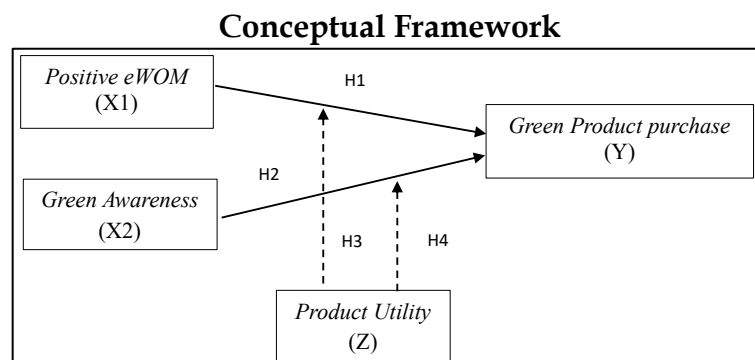 Conceptual Framework
Positive eWOM
(X1)
H1
Green Product purchase
(Y)
H2
Green Awareness
(X2)
H3
H4
Product Utility
(Z)